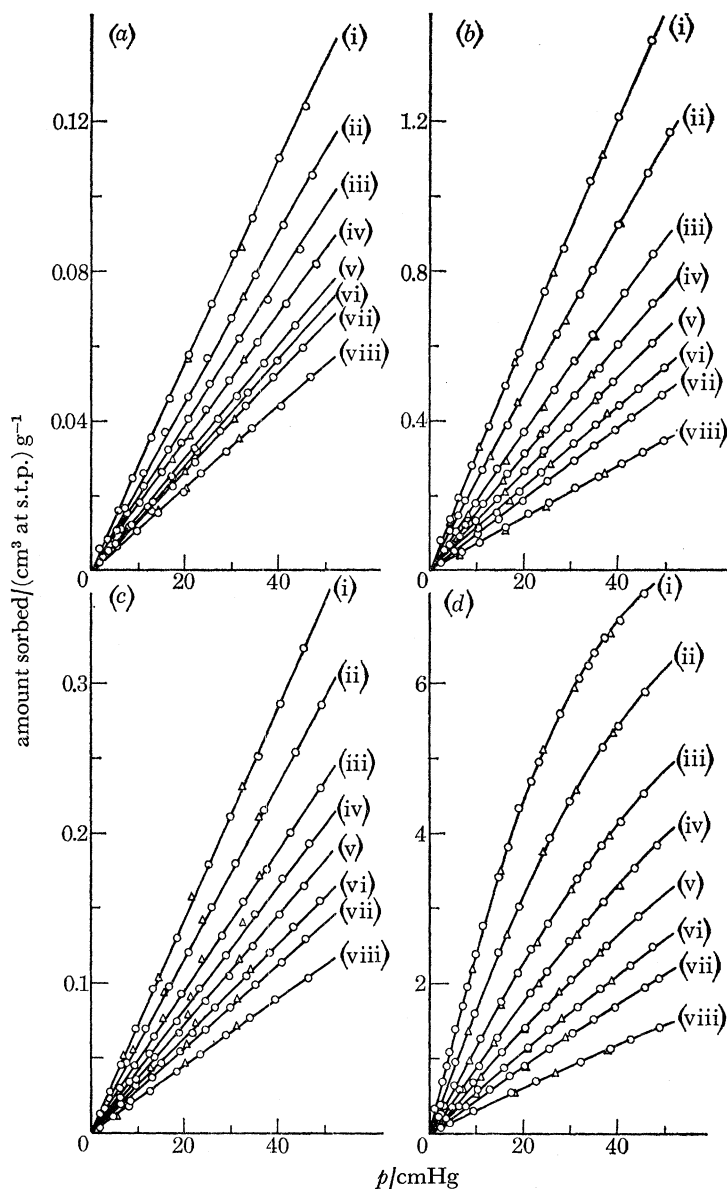 (a)
(i)
(ii)
(iii)
(iv)
(v)
(vi)
(vii)
(viii)
0.12
0.08
0.04
0
20
40
(b)
(i)
(ii)
(iii)
(iv)
(v)
(vi)
(vii)
(viii)
1.2
0.8
0.4
0
20
40
(c)
(i)
(ii)
(iii)
(iv)
(v)
(vi)
(vii)
(viii)
0.3
0.2
0.1
0
20
40
(d)
(i)
(ii)
(iii)
(iv)
(v)
(vi)
(vii)
(viii)
6
4
2
0
20
40
amount sorbed/(cm³ at s.t.p.) g⁻¹
p/cmHg